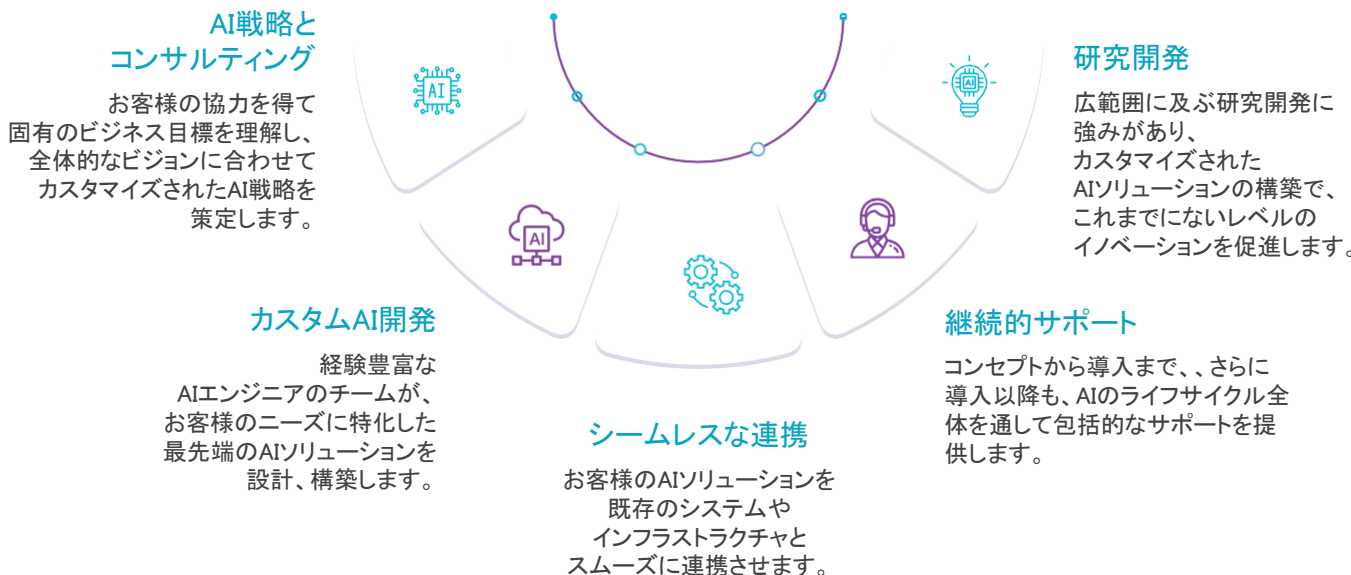 AI戦略と
コンサルティング
お客様の協力を得て
固有のビジネス目標を理解し、
全体的なビジョンに合わせて
カスタマイズされたAI戦略を
策定します。
AI
カスタムAI開発
経験豊富な
AIエンジニアのチームが、
お客様のニーズに特化した
最先端のAIソリューションを
設計、構築します。
AI
シームレスな連携
お客様のAIソリューションを
既存のシステムや
インフラストラクチャと
スムーズに連携させます。
継続的サポート
コンセプトから導入まで、、さらに
導入以降も、AIのライフサイクル全
体を通して包括的なサポートを提
供します。
研究開発
広範囲に及ぶ研究開発に
強みがあり、
カスタマイズされた
AIソリューションの構築で、
これまでにないレベルの
イノベーションを促進します。
AI